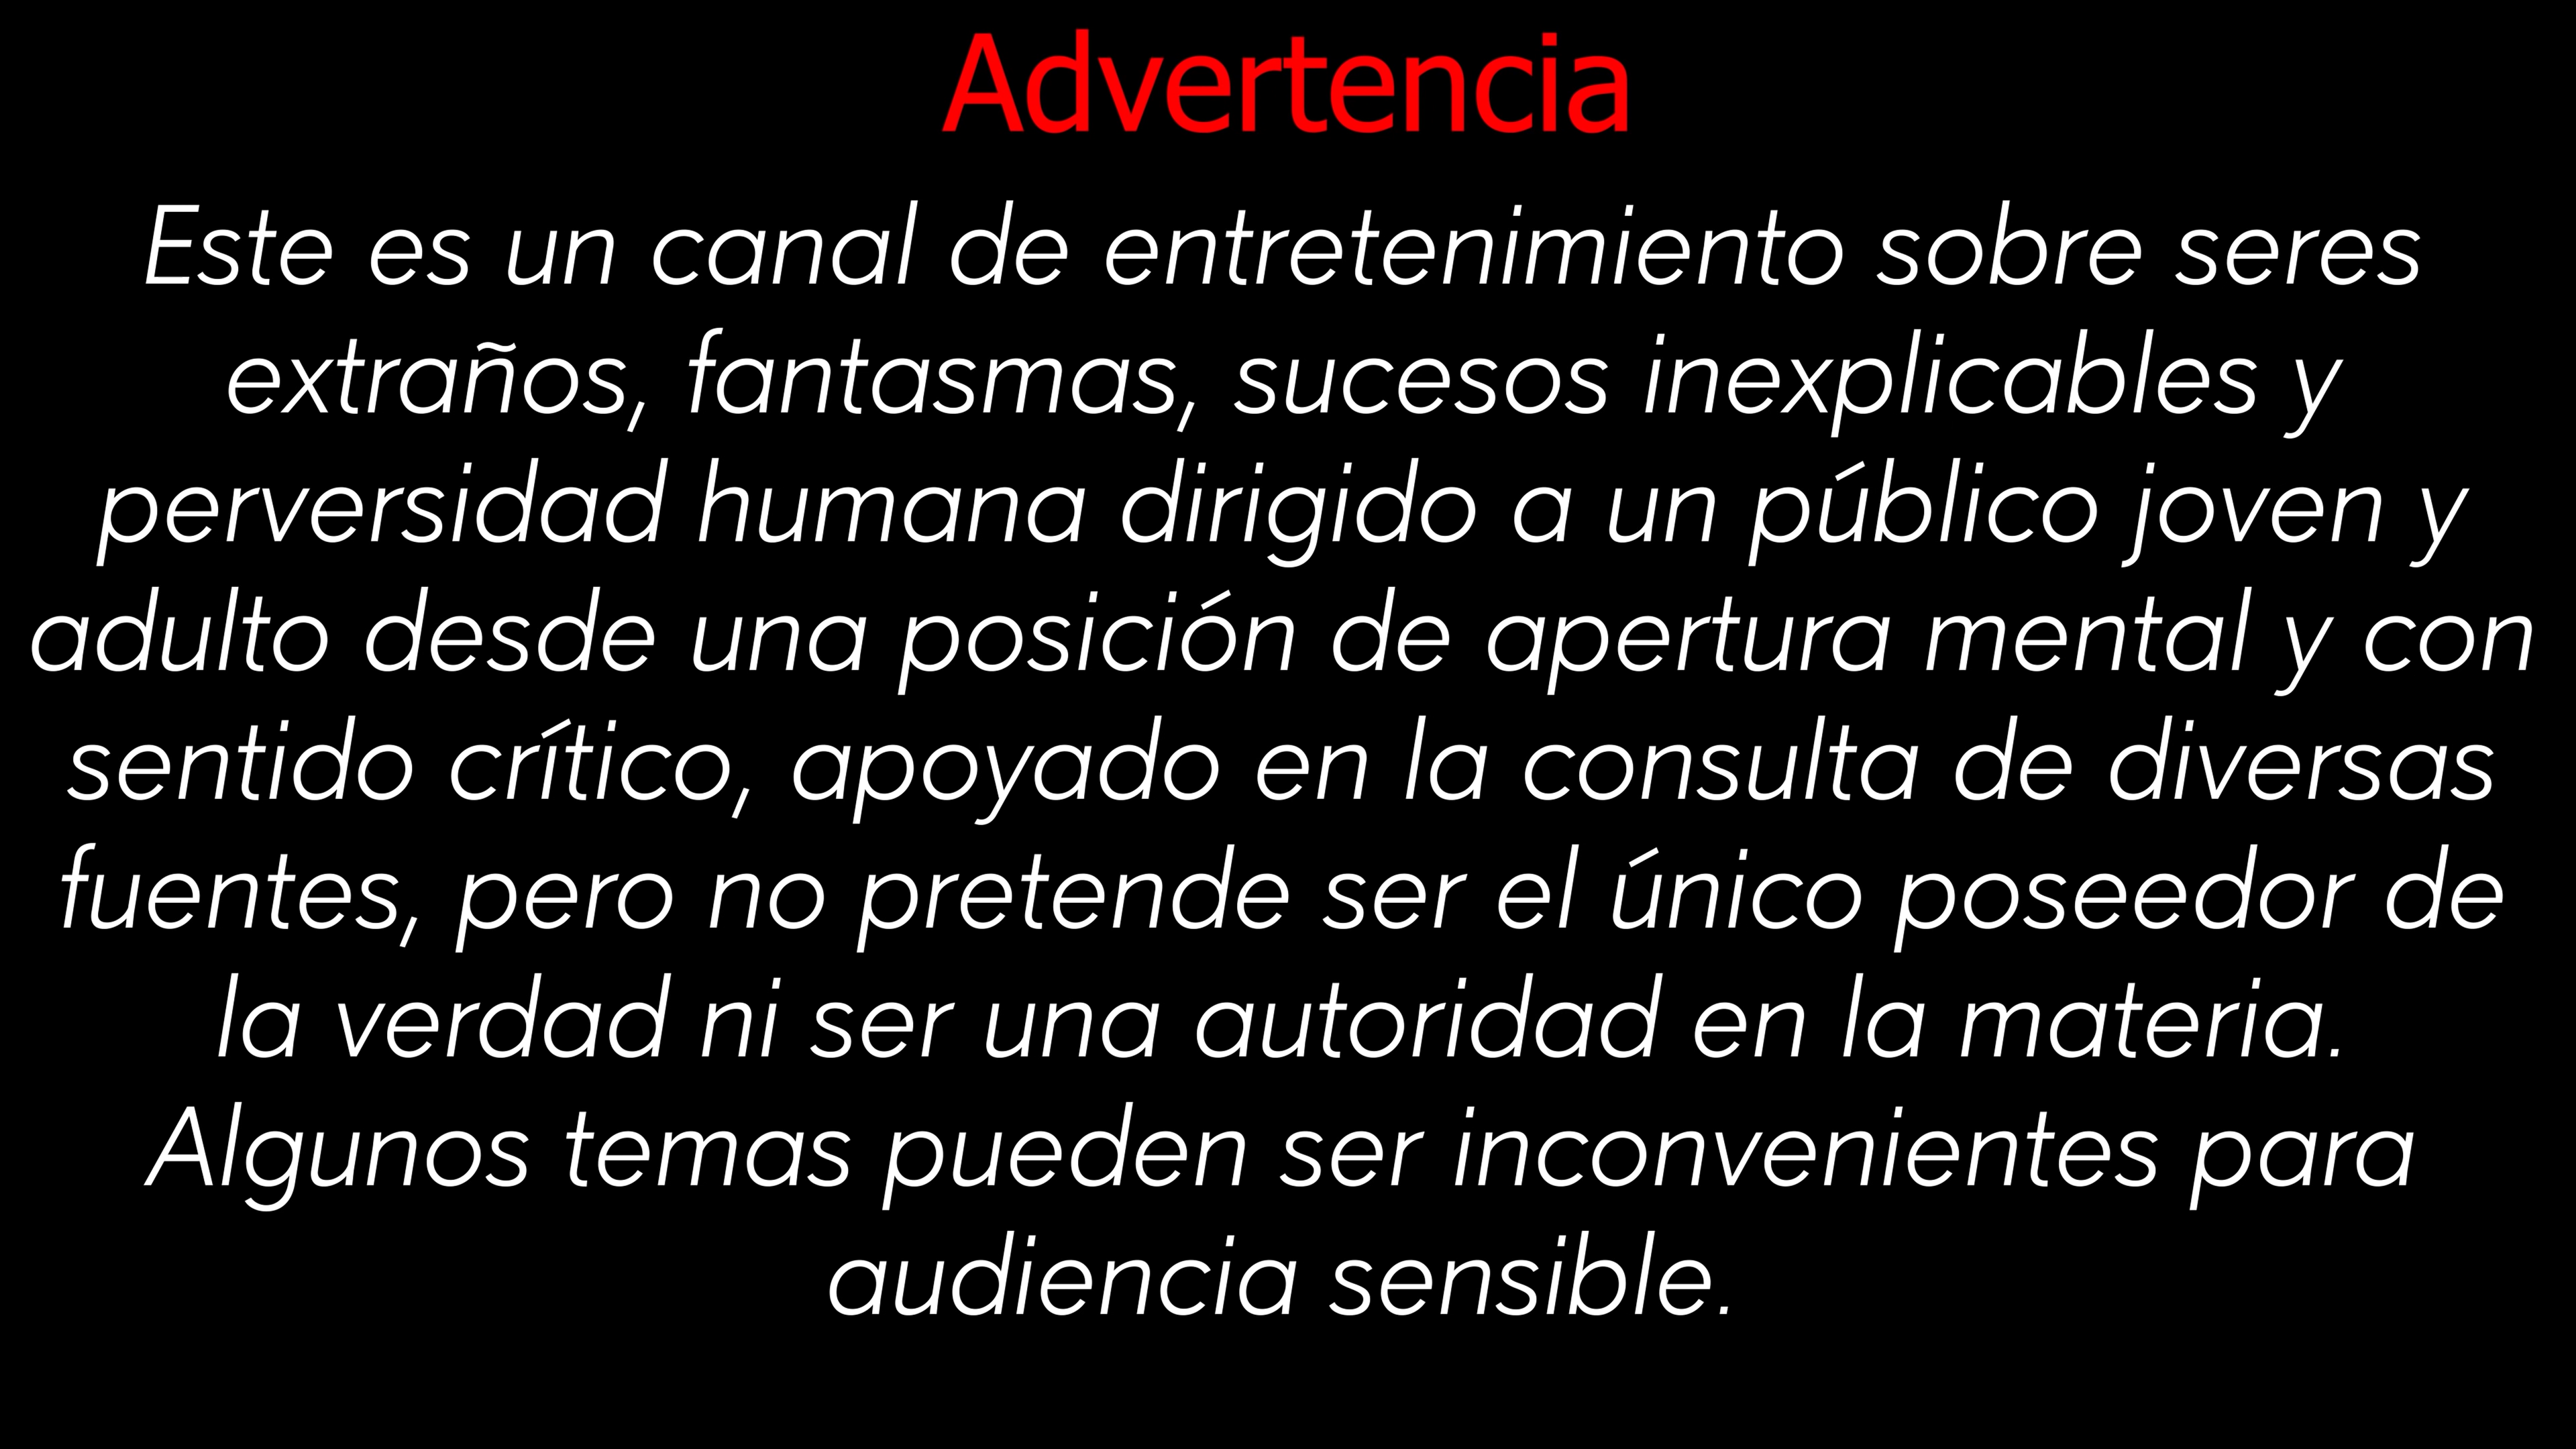 Advertencia
Este es un canal de entretenimiento sobre seres
extraños, fantasmas, sucesos inexplicables y
perversidad humana dirigido a un público joven y
adulto desde una posición de apertura mental y con
sentido crítico, apoyado en la consulta de diversas
fuentes, pero no pretende ser el único poseedor de
la verdad ni ser una autoridad en la materia.
Algunos temas pueden ser inconvenientes para
audiencia sensible.